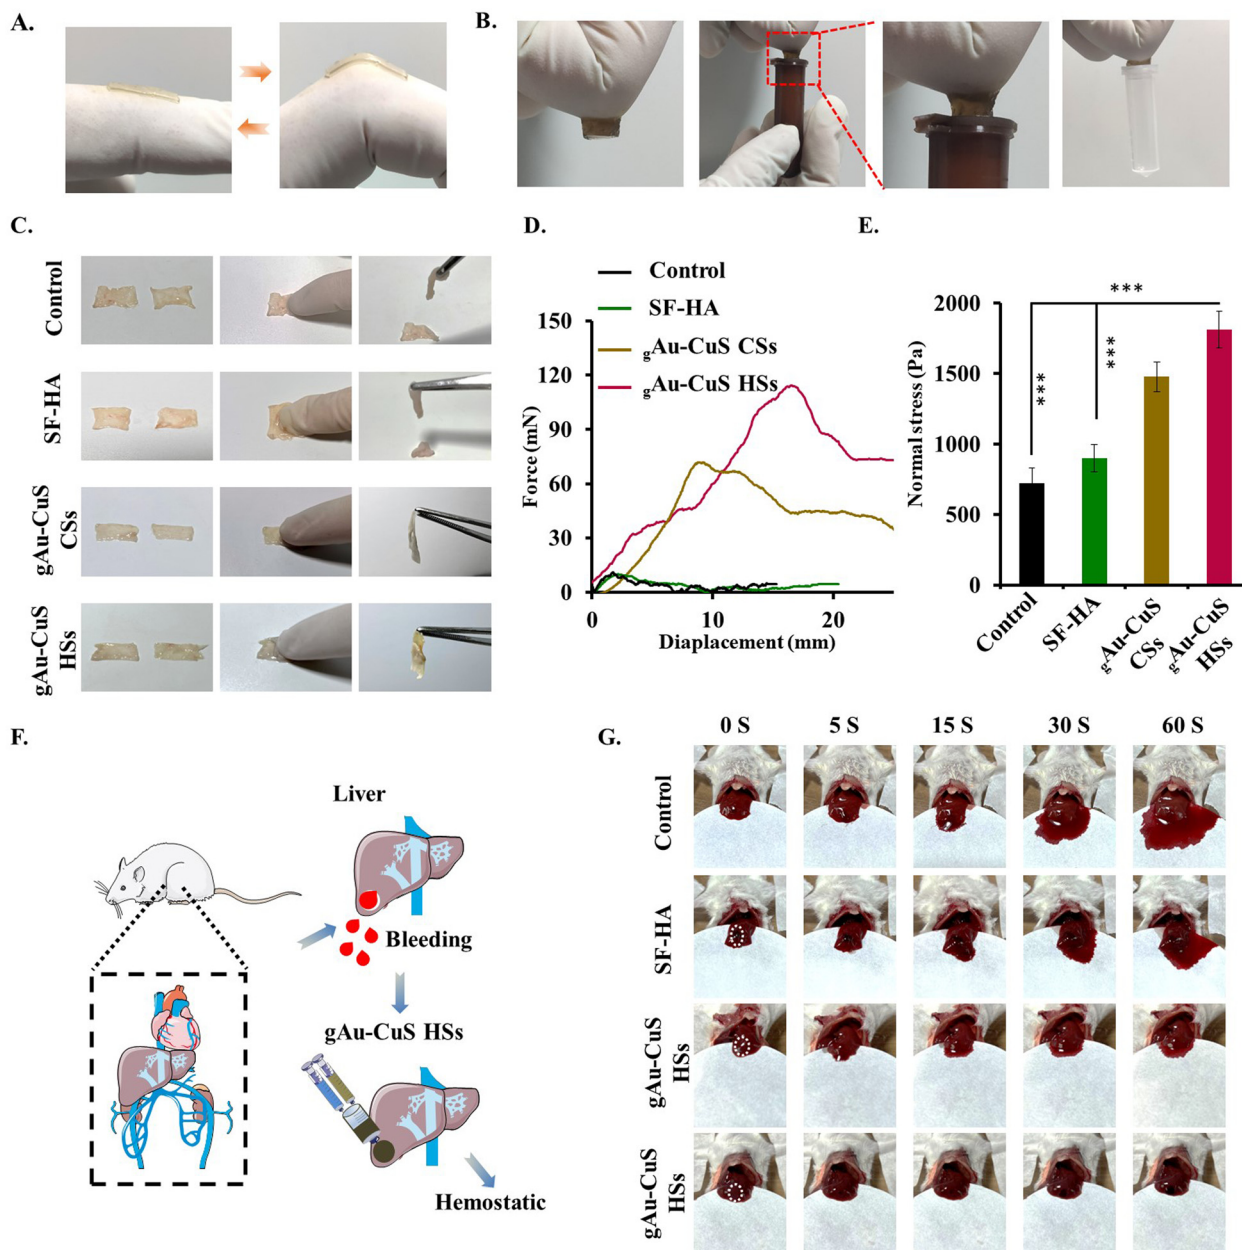 A.
B.
C.
Control
SF-HA
gAu-CuS
CSs
gAu-CuS
HSs
D.
Control
SF-HA
gAu-CuS CSs
gAu-CuS HSs
150
120
90
60
30
0
0
10
20
Force (mN)
Diaplacement (mm)
E.
***
***
***
2000
1500
1000
500
0
Normal stress (Pa)
Control
SF-HA
gAu-CuS
CSs
gAu-CuS
HSs
F.
Liver
Bleeding
gAu-CuS HSs
Hemostatic
G.
0 S
5 S
15 S
30 S
60 S
Control
SF-HA
gAu-CuS
HSs
gAu-CuS
HSs